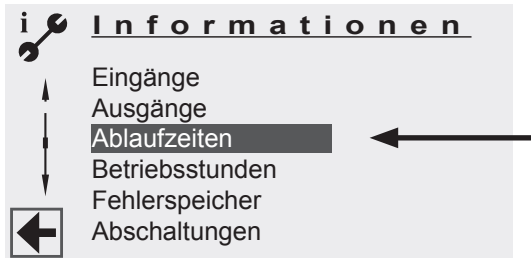 i
Informationen
Eingänge
Ausgänge
Ablaufzeiten
Betriebsstunden
Fehlerspeicher
Abschaltungen